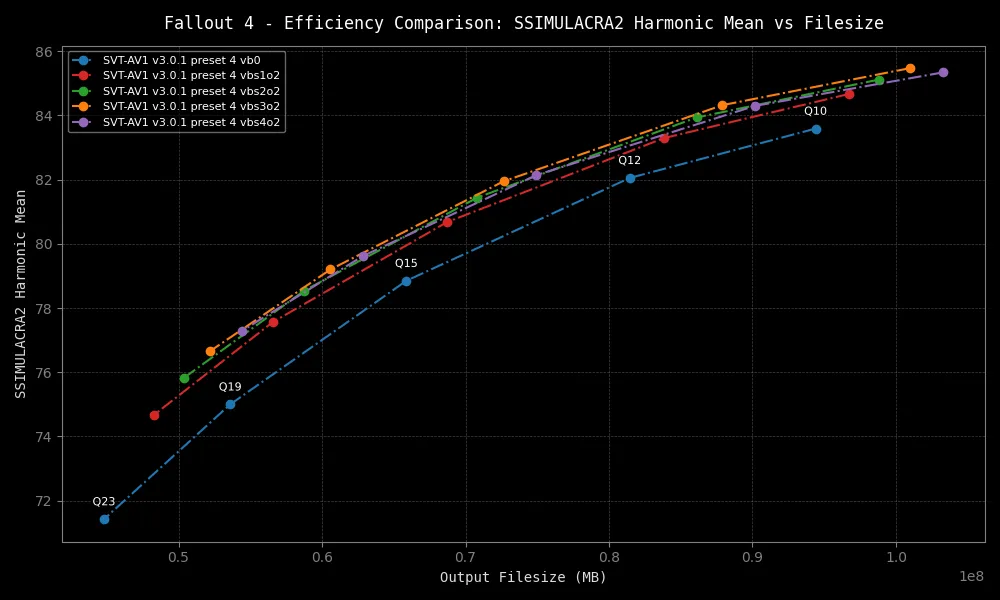 Fallout 4 - Efficiency Comparison: SSIMULACRA2 Harmonic Mean vs Filesize
SVT-AV1 v3.0.1 preset 4 vb0
SVT-AV1 v3.0.1 preset 4 vbs1o2
SVT-AV1 v3.0.1 preset 4 vbs2o2
SVT-AV1 v3.0.1 preset 4 vbs3o2
SVT-AV1 v3.0.1 preset 4 vbs4o2
86
84
82
80
78
76
74
72
SSIMULACRA2 Harmonic Mean
Q10
Q12
Q15
Q19
Q23
0.5
0.6
0.7
0.8
0.9
1.0
1e8
Output Filesize (MB)